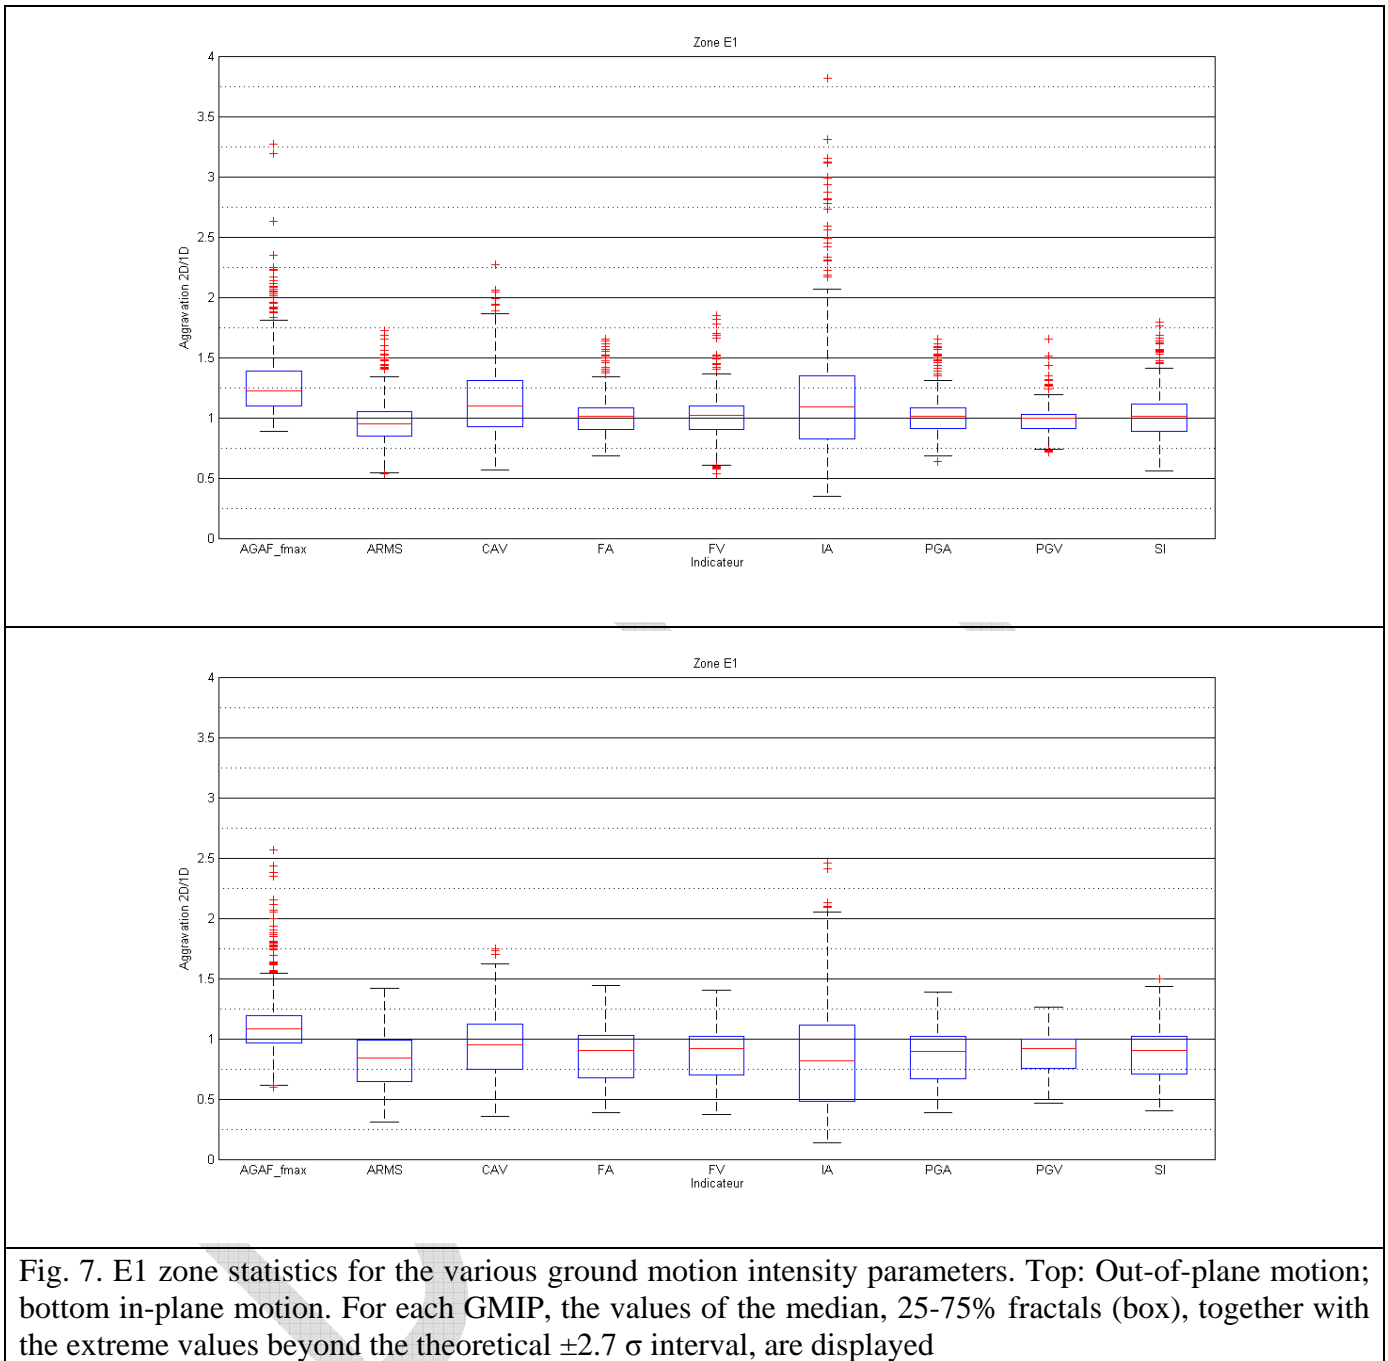 Zone E1
4
3.5
3
2.5
2
1.5
1
0.5
0
Aggravation 2D/1D
AGAF_fmax ARMS CAV FA FV IA PGA PGV SI
Indicateur
Zone E1
4
3.5
3
2.5
2
1.5
1
0.5
0
Aggravation 2D/1D
AGAF_fmax ARMS CAV FA FV IA PGA PGV SI
Indicateur
Fig. 7. E1 zone statistics for the various ground motion intensity parameters. Top: Out-of-plane motion;
bottom in-plane motion. For each GMIP, the values of the median, 25-75% fractals (box), together with
the extreme values beyond the theoretical ±2.7 σ interval, are displayed